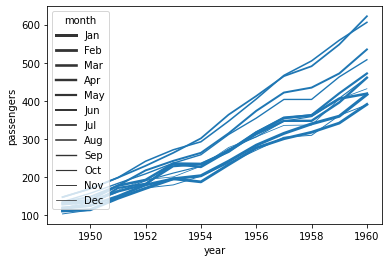 month
Jan
Feb
Mar
Apr
May
Jun
Jul
Aug
Sep
Oct
Nov
Dec
passengers
600
500
400
300
200
100
1950 1952 1954 1956 1958 1960
year